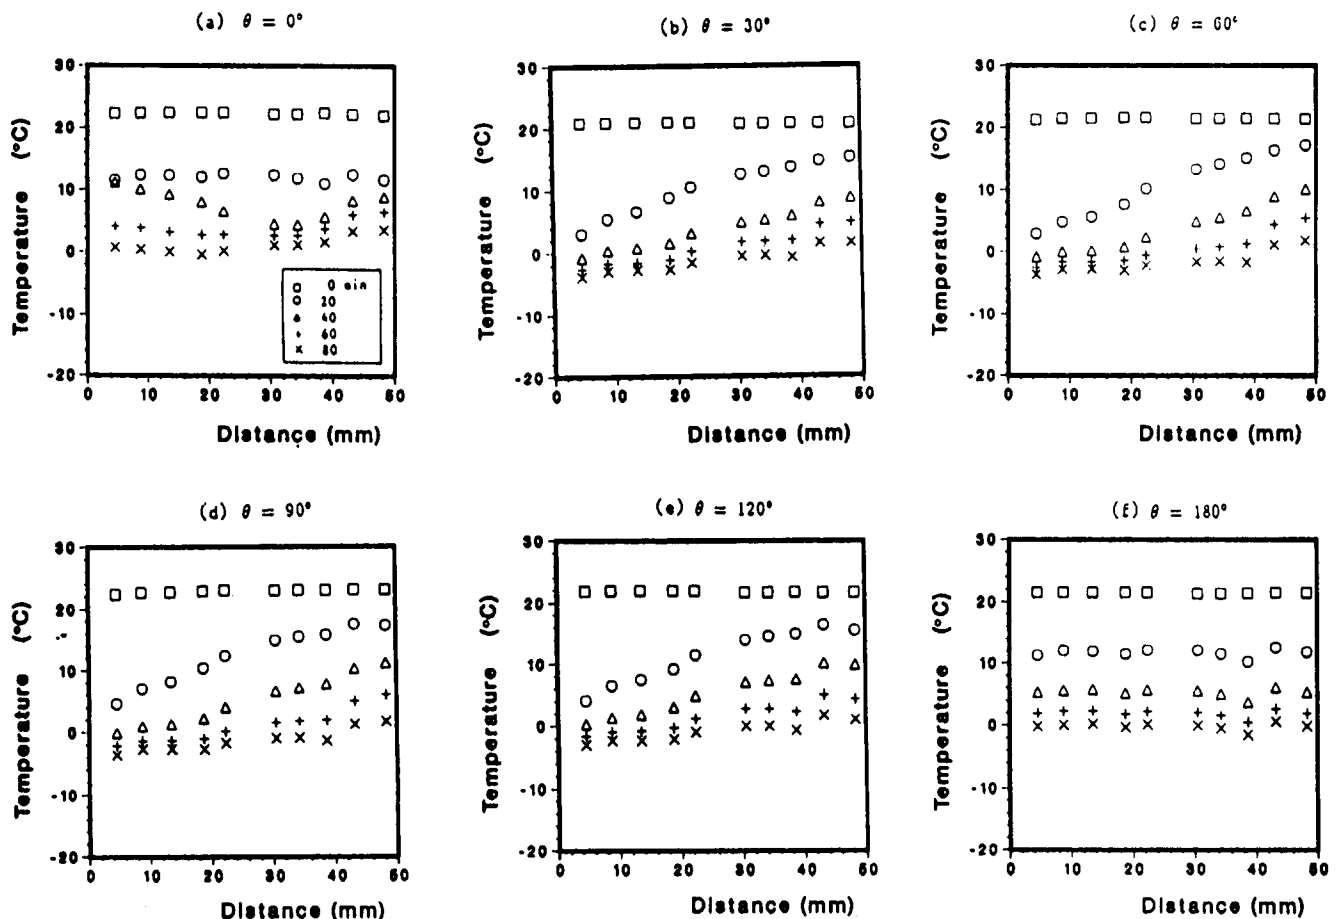 (a) θ = 0°
(b) θ = 30°
(c) θ = 60°
30
20
10
0
-10
-20
Temperature (°C)
0 min
20
40
60
80
0 10 20 30 40 50
Distance (mm)
30
20
10
0
-10
-20
Temperature (°C)
0 10 20 30 40 50
Distance (mm)
30
20
10
0
-10
-20
Temperature (°C)
0 10 20 30 40 50
Distance (mm)
(d) θ = 90°
(e) θ = 120°
(f) θ = 180°
30
20
10
0
-10
-20
Temperature (°C)
0 10 20 30 40 50
Distance (mm)
30
20
10
0
-10
-20
Temperature (°C)
0 10 20 30 40 50
Distance (mm)
30
20
10
0
-10
-20
Temperature (°C)
0 10 20 30 40 50
Distance (mm)